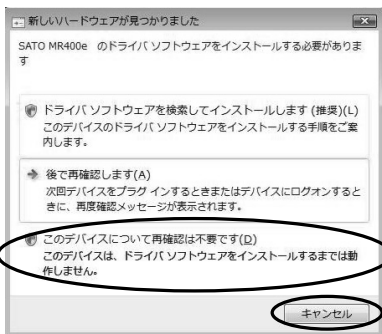 新しいハードウェアが見つかりました
SATO MR400e のドライバ ソフトウェアをインストールする必要がありま
す
ドライバ ソフトウェアを検索してインストールします (推奨)(L)
このデバイスのドライバ ソフトウェアをインストールする手順をご案
内します。
後で再確認します(A)
次回デバイスをプラグ インするときまたはデバイスにログオンすると
きに、再度確認メッセージが表示されます。
このデバイスについて再確認は不要です(D)
このデバイスは、ドライバ ソフトウェアをインストールするまでは動
作しません。
キャンセル